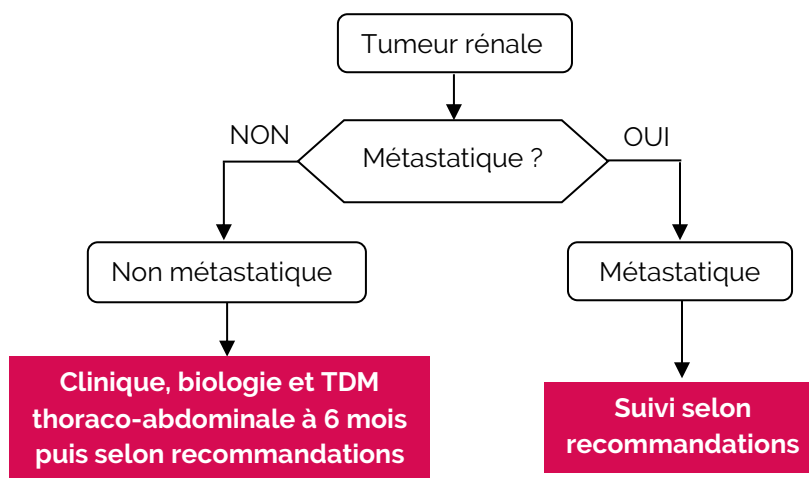 Tumeur rénale
NON
OUI
Métastatique ?
Non métastatique
Métastatique
Clinique, biologie et TDM
thoraco-abdominale à 6 mois
puis selon recommandations
Suivi selon
recommandations